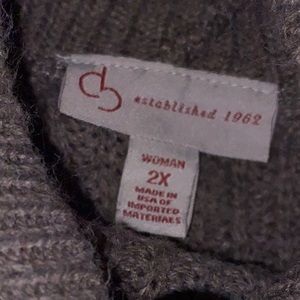 established 1962
WOMAN
2X
MADE IN
USA OF
IMPORTED
MATERIALS